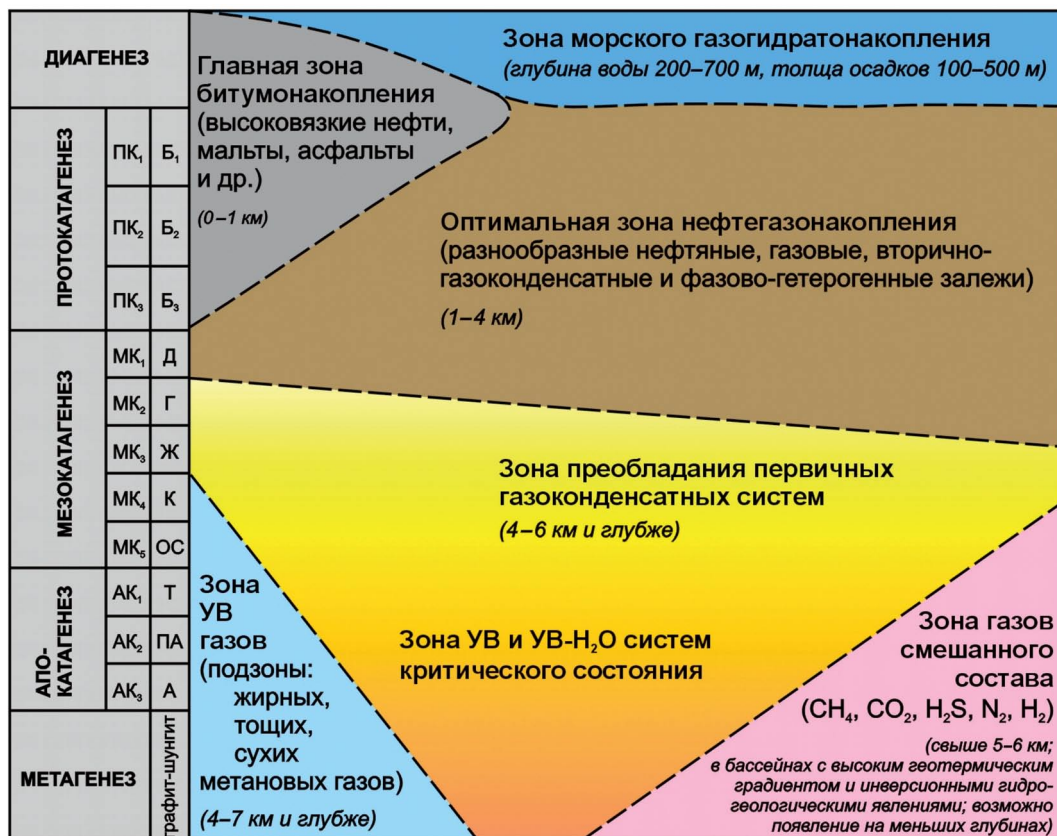 ДИАГЕНЕЗ
ПРОТОКАТАГЕНЕЗ
ПК₁
Б₁
ПК₂
Б₂
ПК₃
Б₃
МЕЗОКАТАГЕНЕЗ
МК₁
Д
МК₂
Г
МК₃
Ж
МК₄
К
МК₅
ОС
АПО-
КАТАГЕНЕЗ
АК₁
Т
АК₂
ПА
АК₃
А
МЕТАГЕНЕЗ
графит-шунгит
Зона морского газогидратонакопления
(глубина воды 200–700 м, толща осадков 100–500 м)
Главная зона
битумонакопления
(высоковязкие нефти,
мальты, асфальты
и др.)
(0–1 км)
Оптимальная зона нефтегазонакопления
(разнообразные нефтяные, газовые, вторично-
газоконденсатные и фазово-гетерогенные залежи)
(1–4 км)
Зона преобладания первичных
газоконденсатных систем
(4–6 км и глубже)
Зона
УВ
газов
(подзоны:
жирных,
тощих,
сухих
метановых газов)
(4–7 км и глубже)
Зона УВ и УВ-H₂O систем
критического состояния
Зона газов
смешанного
состава
(CH₄, CO₂, H₂S, N₂, H₂)
(свыше 5–6 км;
в бассейнах с высоким геотермическим
градиентом и инверсионными гидро-
геологическими явлениями; возможно
появление на меньших глубинах)